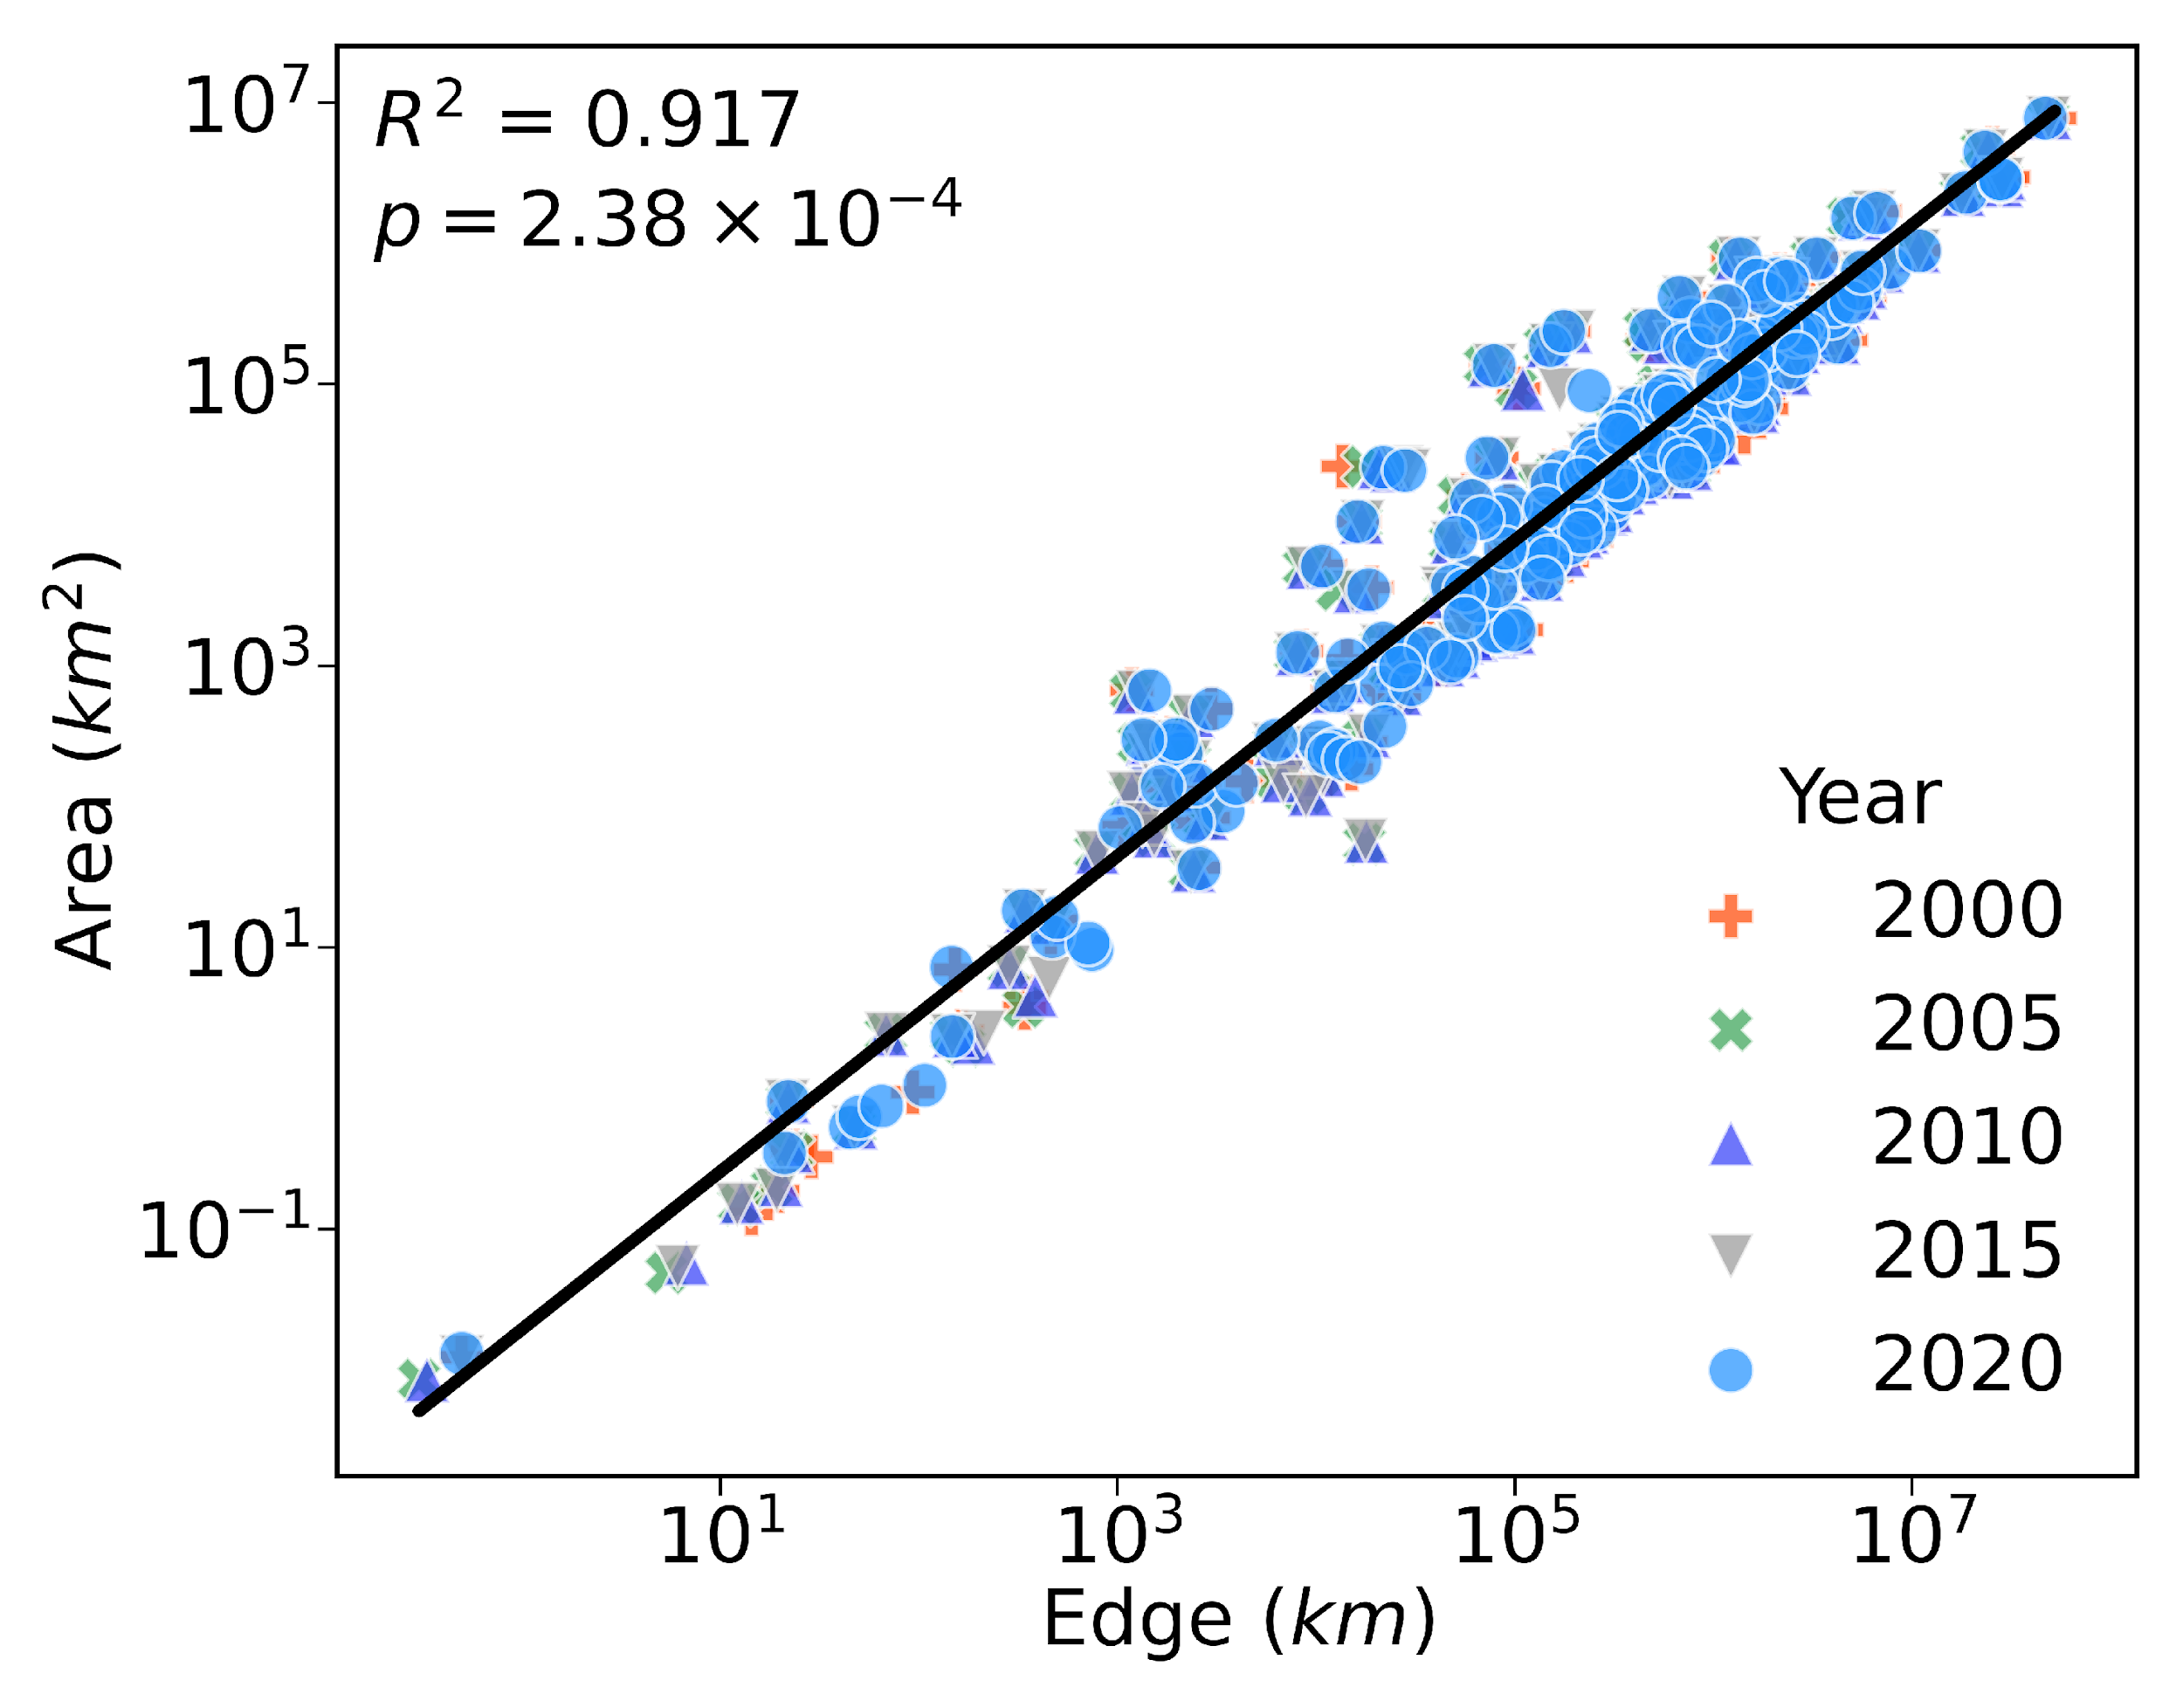 R² = 0.917
p = 2.38 × 10⁻⁴
10⁷
10⁵
10³
10¹
10⁻¹
Area (km²)
Year
2000
2005
2010
2015
2020
10¹ 10³ 10⁵ 10⁷
Edge (km)